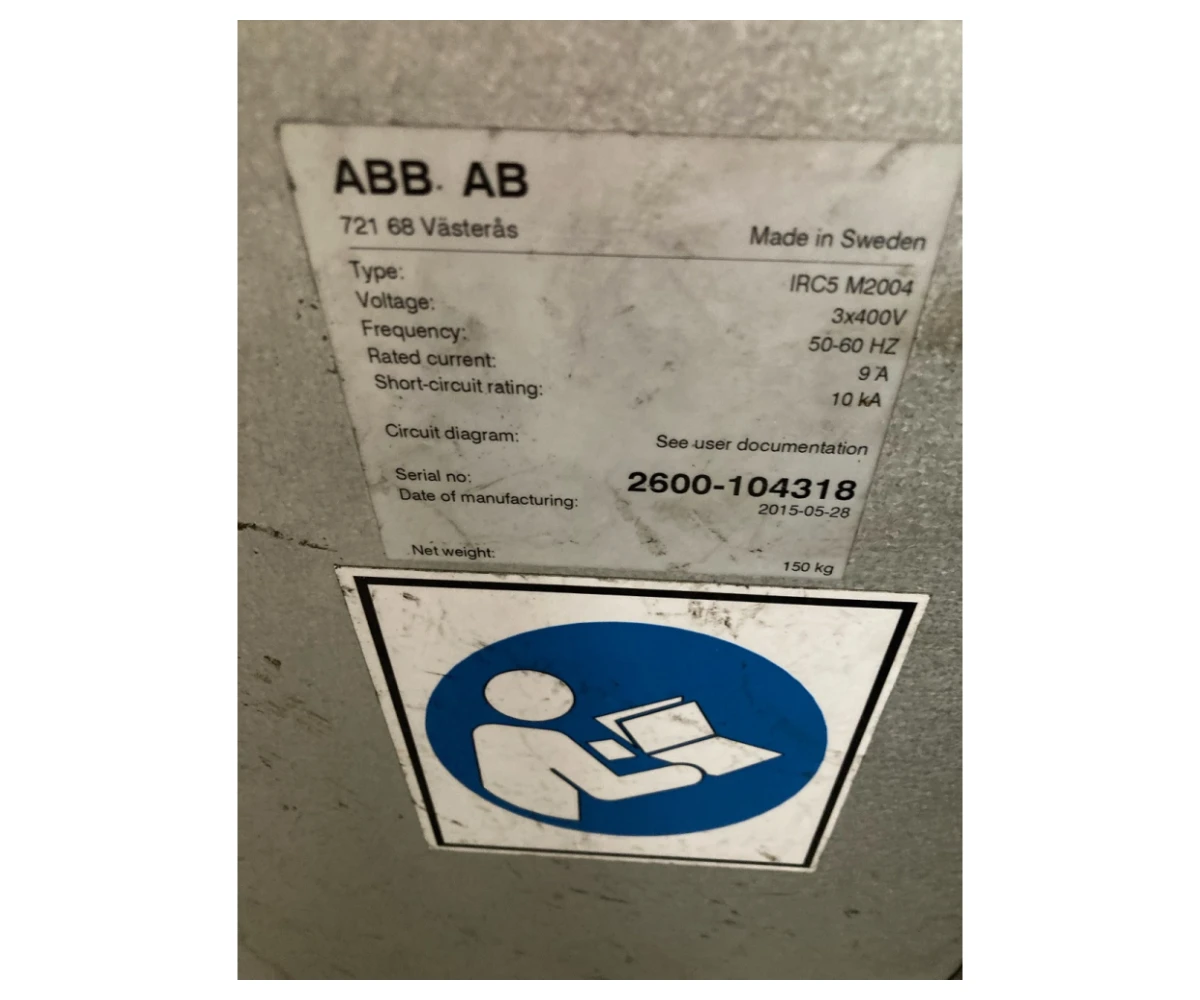 ABB AB
721 68 Västerås
Made in Sweden
Type: IRC5 M2004
Voltage: 3x400V
Frequency: 50-60 HZ
Rated current: 9 A
Short-circuit rating: 10 kA
Circuit diagram: See user documentation
Serial no: 2600-104318
Date of manufacturing: 2015-05-28
Net weight: 150 kg